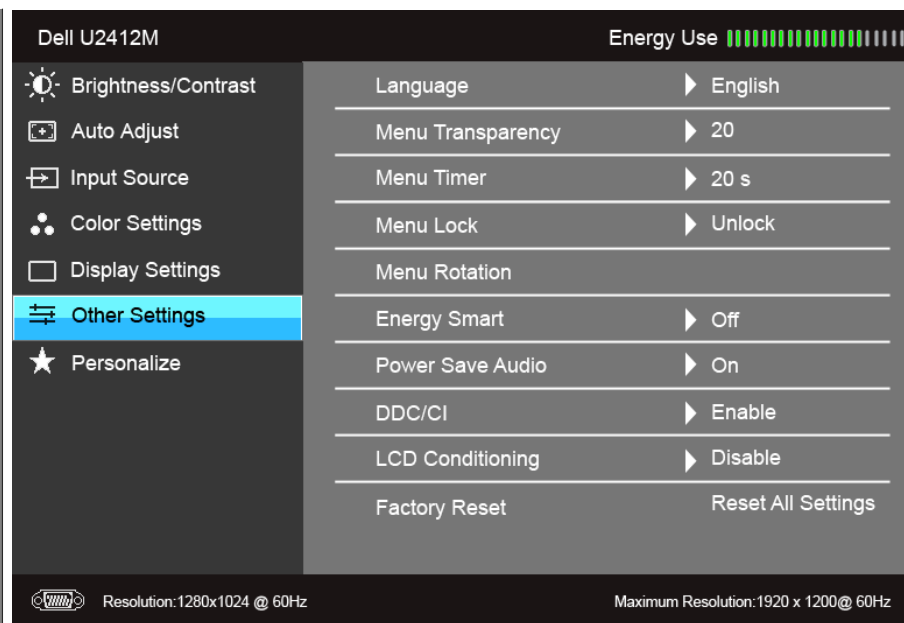 Dell U2412M Energy Use
Brightness/Contrast
Auto Adjust
Input Source
Color Settings
Display Settings
Other Settings
Personalize
Language English
Menu Transparency 20
Menu Timer 20 s
Menu Lock Unlock
Menu Rotation
Energy Smart Off
Power Save Audio On
DDC/CI Enable
LCD Conditioning Disable
Factory Reset Reset All Settings
Resolution:1280x1024 @ 60Hz Maximum Resolution:1920 x 1200@ 60Hz